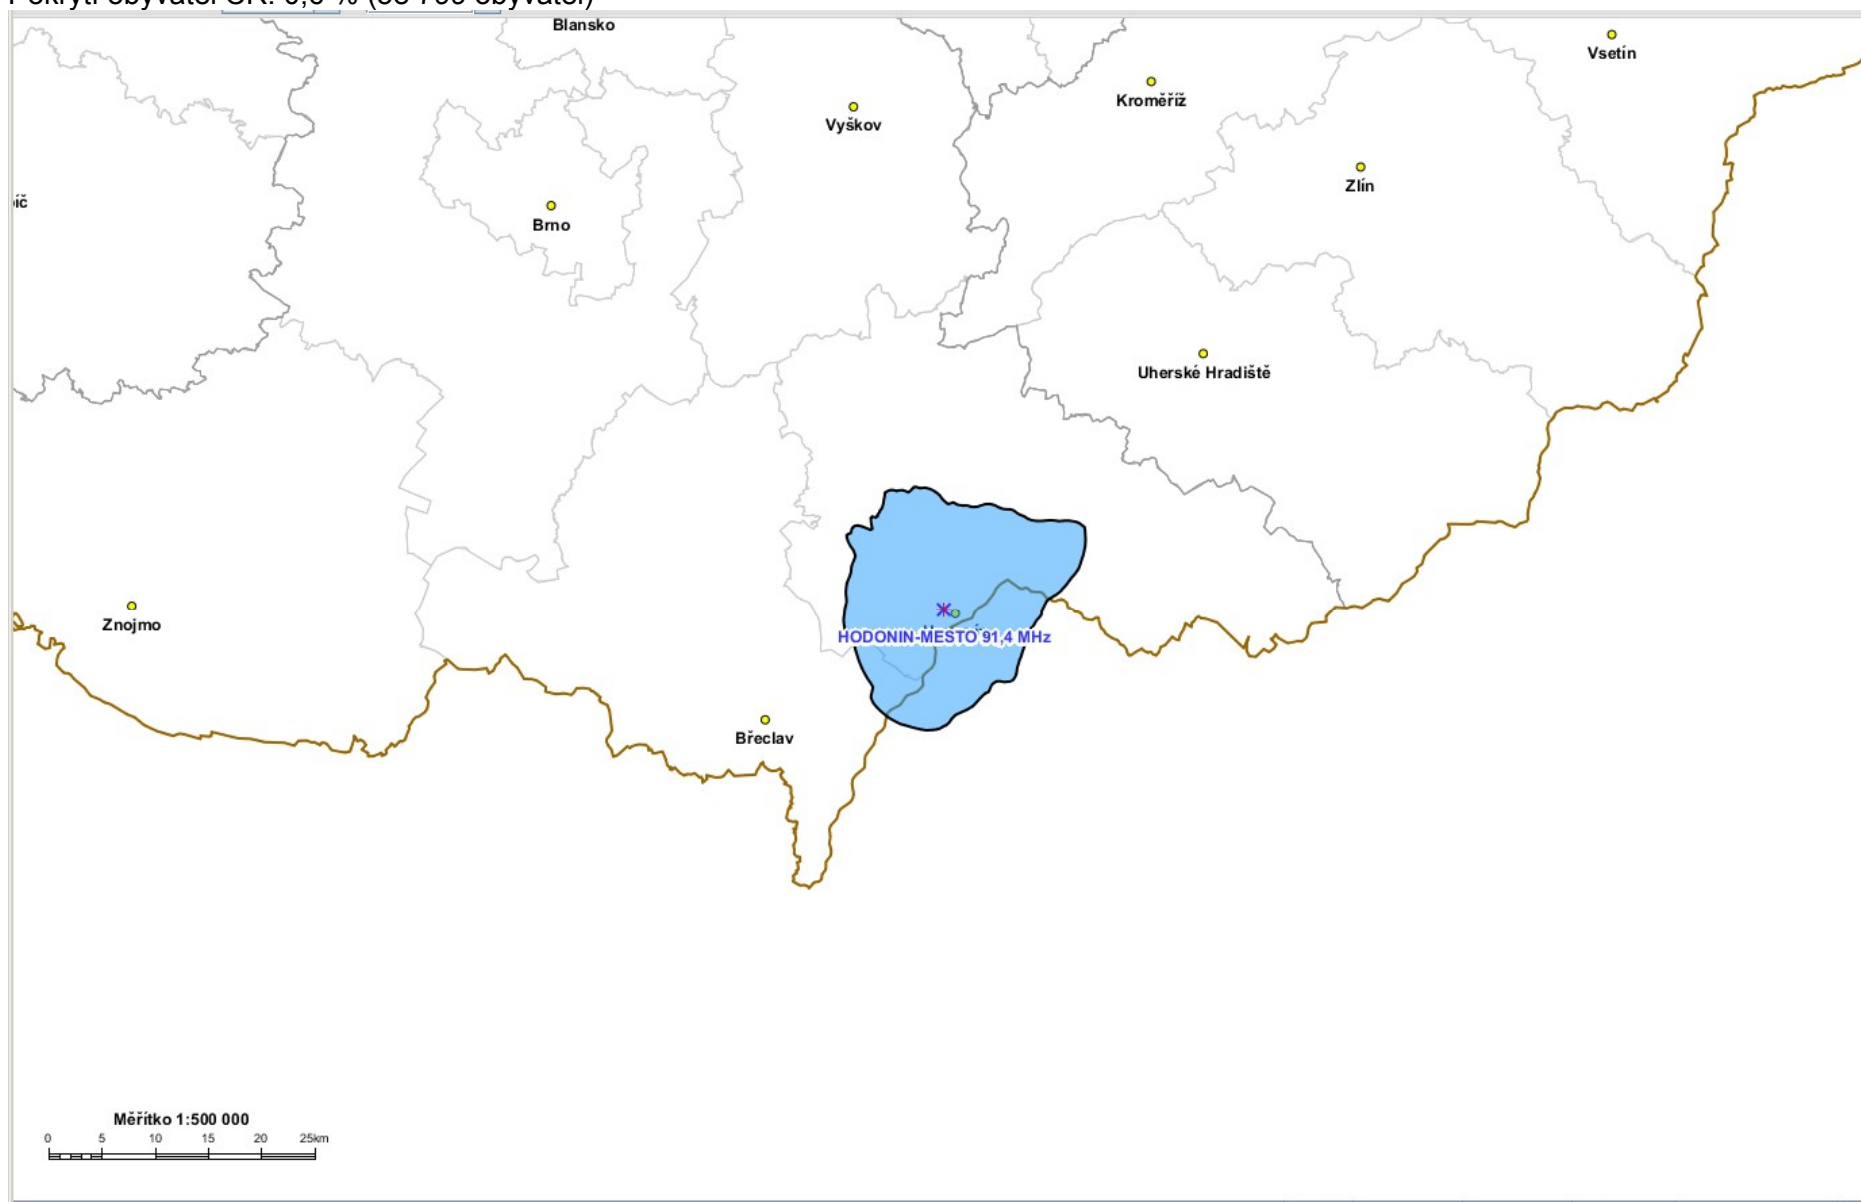 Blansko
Vsetín
Kroměříž
Vyškov
Zlín
íč
Brno
Uherské Hradiště
Znojmo
HODONIN-MESTO 91,4 MHz
Břeclav
Měřítko 1:500 000
0 5 10 15 20 25km